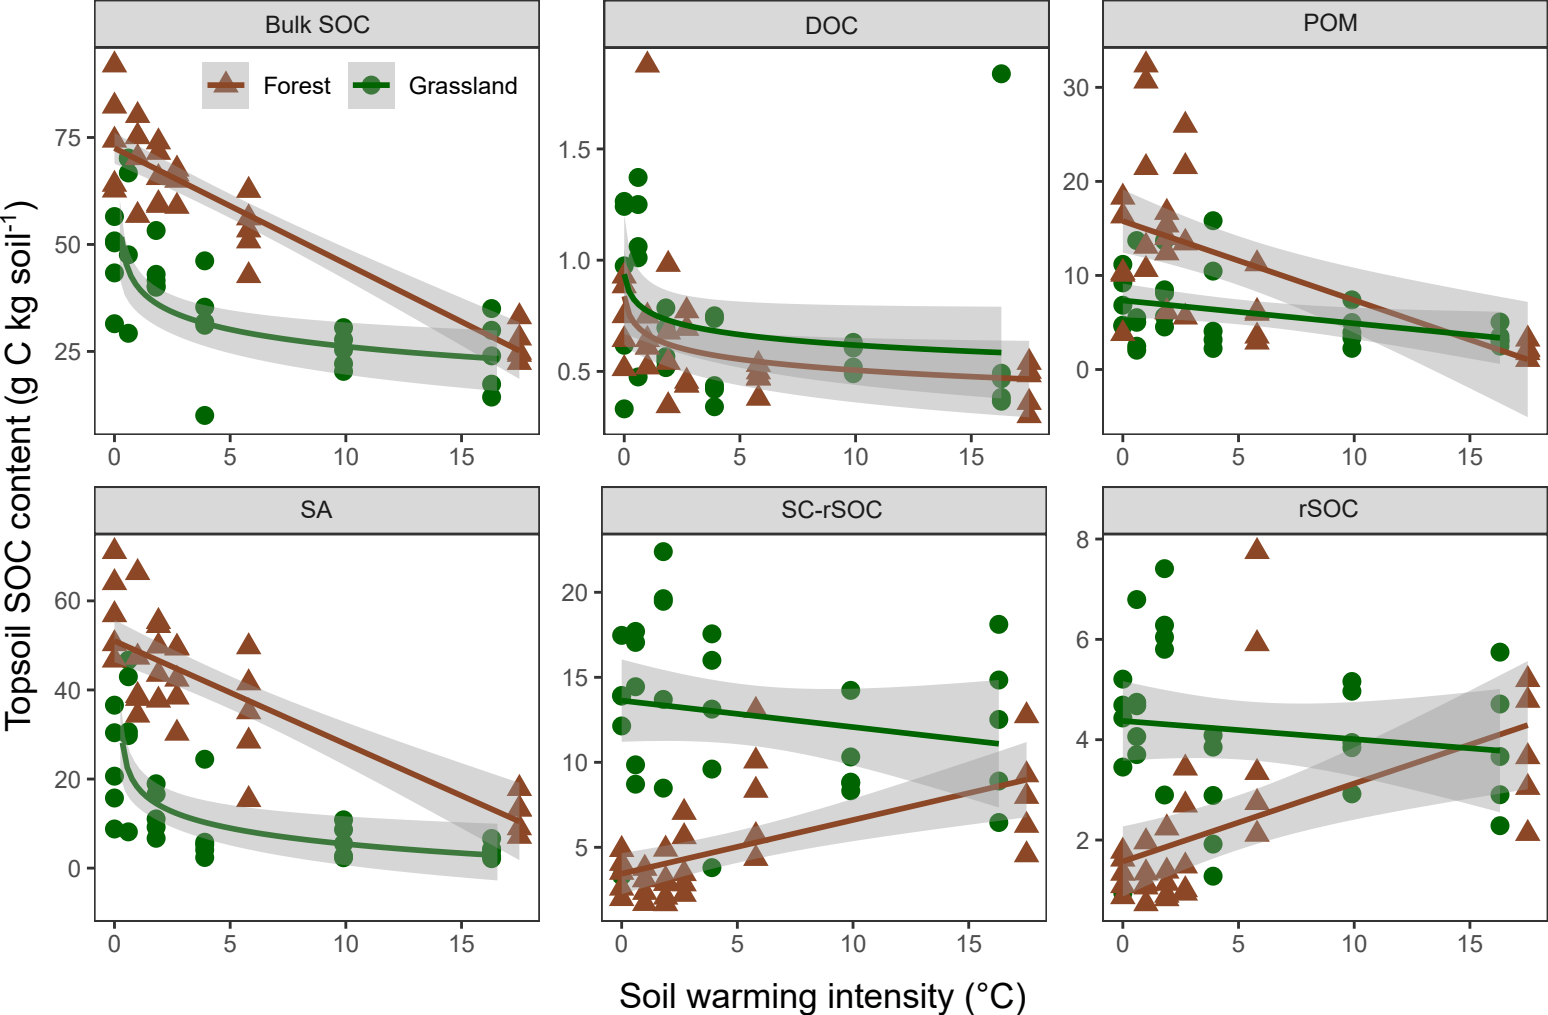 Bulk SOC
DOC
POM
Forest
Grassland
75
50
25
1.5
1.0
0.5
30
20
10
0
0 5 10 15
0 5 10 15
0 5 10 15
SA
SC-rSOC
rSOC
60
40
20
0
20
15
10
5
8
6
4
2
0 5 10 15
0 5 10 15
0 5 10 15
Topsoil SOC content (g C kg soil-1)
Soil warming intensity (°C)